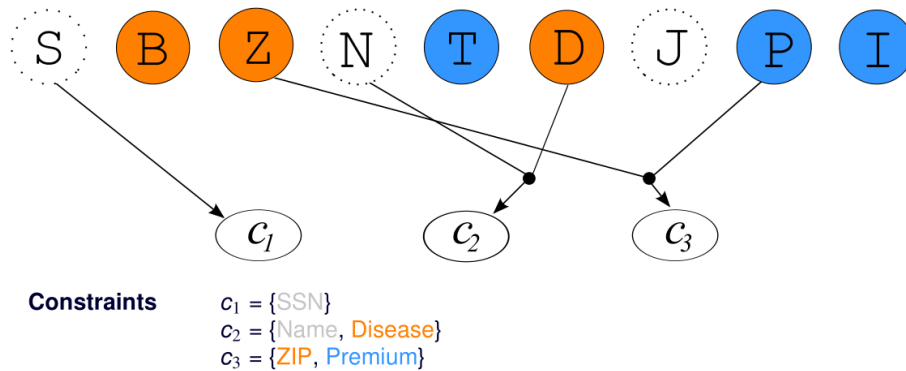 S B Z N T D J P I
c1 c2 c3
Constraints c1 = {SSN}
c2 = {Name, Disease}
c3 = {ZIP, Premium}